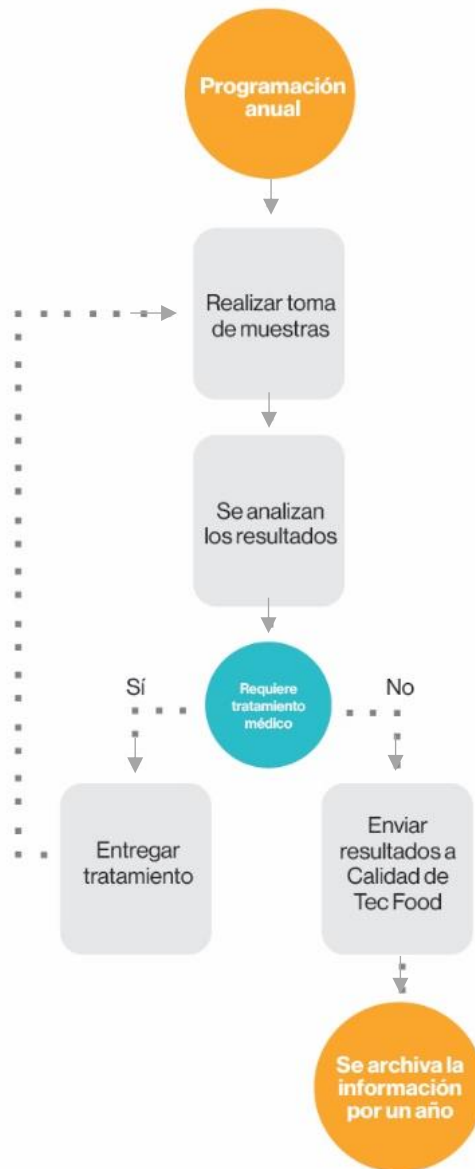 Programación
anual
Realizar toma
de muestras
Se analizan
los resultados
Sí
Requiere
tratamiento
médico
No
Entregar
tratamiento
Enviar
resultados a
Calidad de
Tec Food
Se archiva la
información
por un año